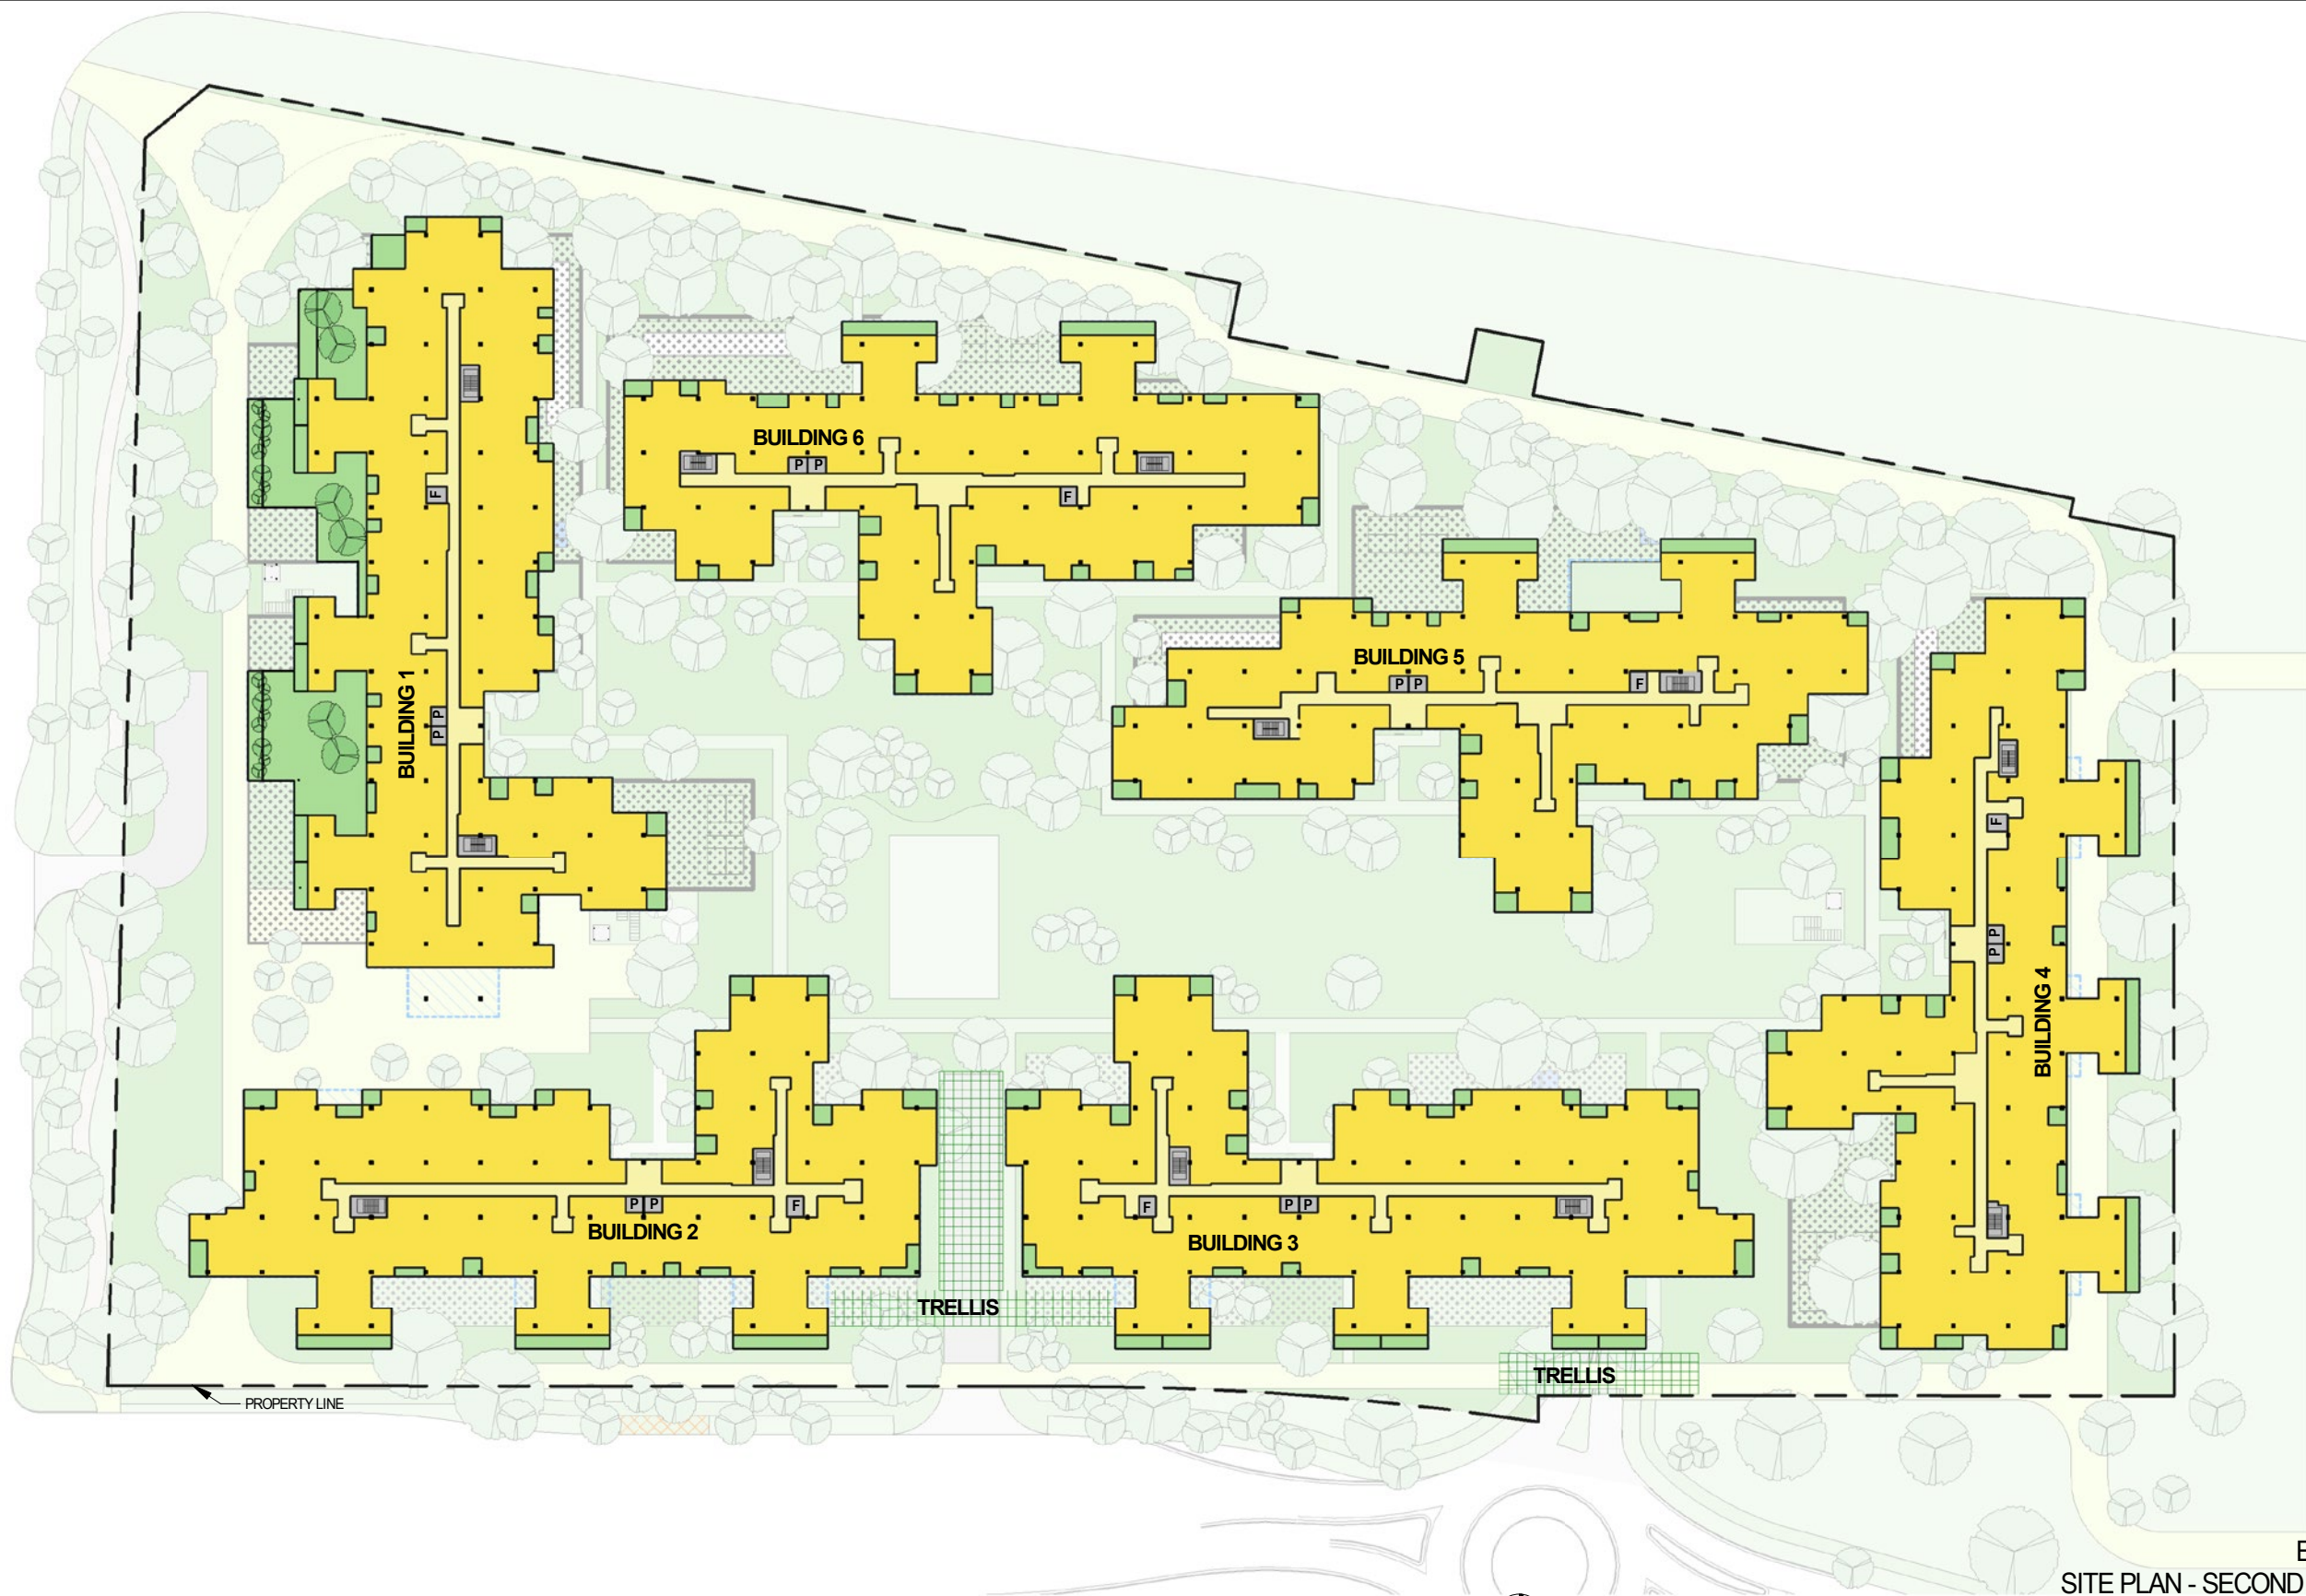 BUILDING 6
P P
F
F
BUILDING 5
P P
F
BUILDING 1
P P
F
P P
BUILDING 4
P P
F
BUILDING 2
P P
F
BUILDING 3
TRELLIS
TRELLIS
PROPERTY LINE
E
SITE PLAN - SECOND